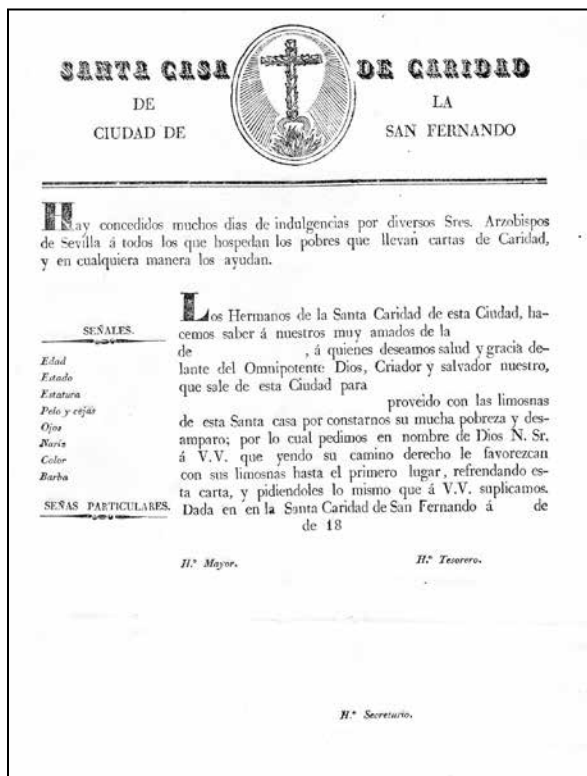 SANTA CASA DE CARIDAD
DE LA
CIUDAD DE SAN FERNANDO
Hay concedidos muchos dias de indulgencias por diversos Sres. Arzobispos
de Sevilla á todos los que hospedan los pobres que llevan cartas de Caridad,
y en cualquiera manera los ayudan.
SEÑALES.
Edad
Estado
Estatura
Pelo y cejas
Ojos
Naris
Color
Barba
SEÑAS PARTICULARES.
Los Hermanos de la Santa Caridad de esta Ciudad, ha-
cemos saber á nuestros muy amados de la
de , á quienes deseamos salud y gracia de-
lante del Omnipotente Dios, Criador y salvador nuestro,
que sale de esta Ciudad para
proveido con las limosnas
de esta Santa casa por constarnos su mucha pobreza y des-
amparo; por lo cual pedimos en nombre de Dios N. Sr.
á V.V. que yendo su camino derecho le favorezcan
con sus limosnas hasta el primero lugar, refrendando es-
ta carta, y pidiendoles lo mismo que á V.V. suplicamos.
Dada en en la Santa Caridad de San Fernando á de
de 18
H.º Mayor. H.º Tesorero.
H.º Secretario.